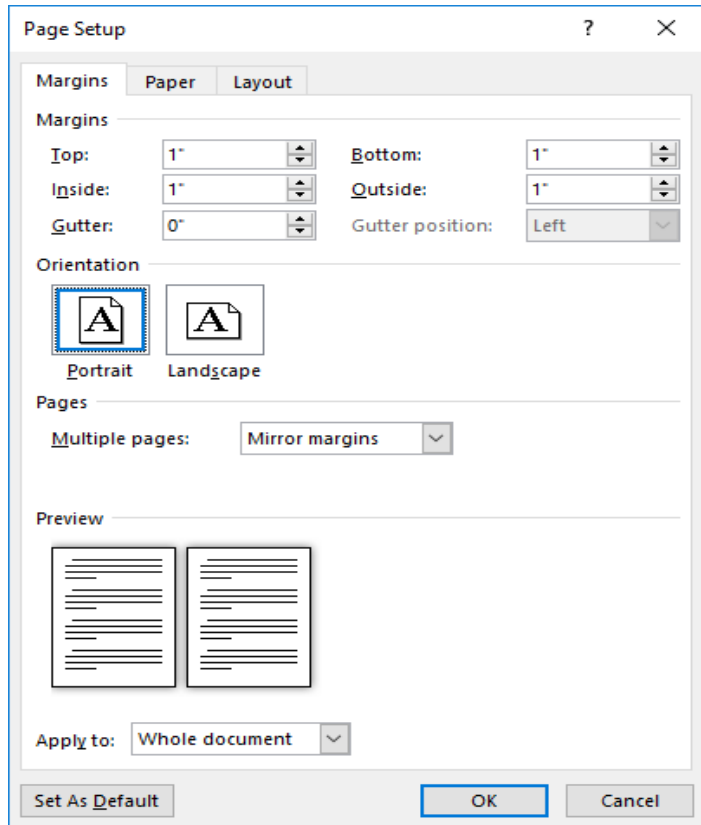 Page Setup ? ×
Margins Paper Layout
Margins
Top: 1" Bottom: 1"
Inside: 1" Outside: 1"
Gutter: 0" Gutter position: Left
Orientation
A A
Portrait Landscape
Pages
Multiple pages: Mirror margins
Preview
Apply to: Whole document
Set As Default OK Cancel